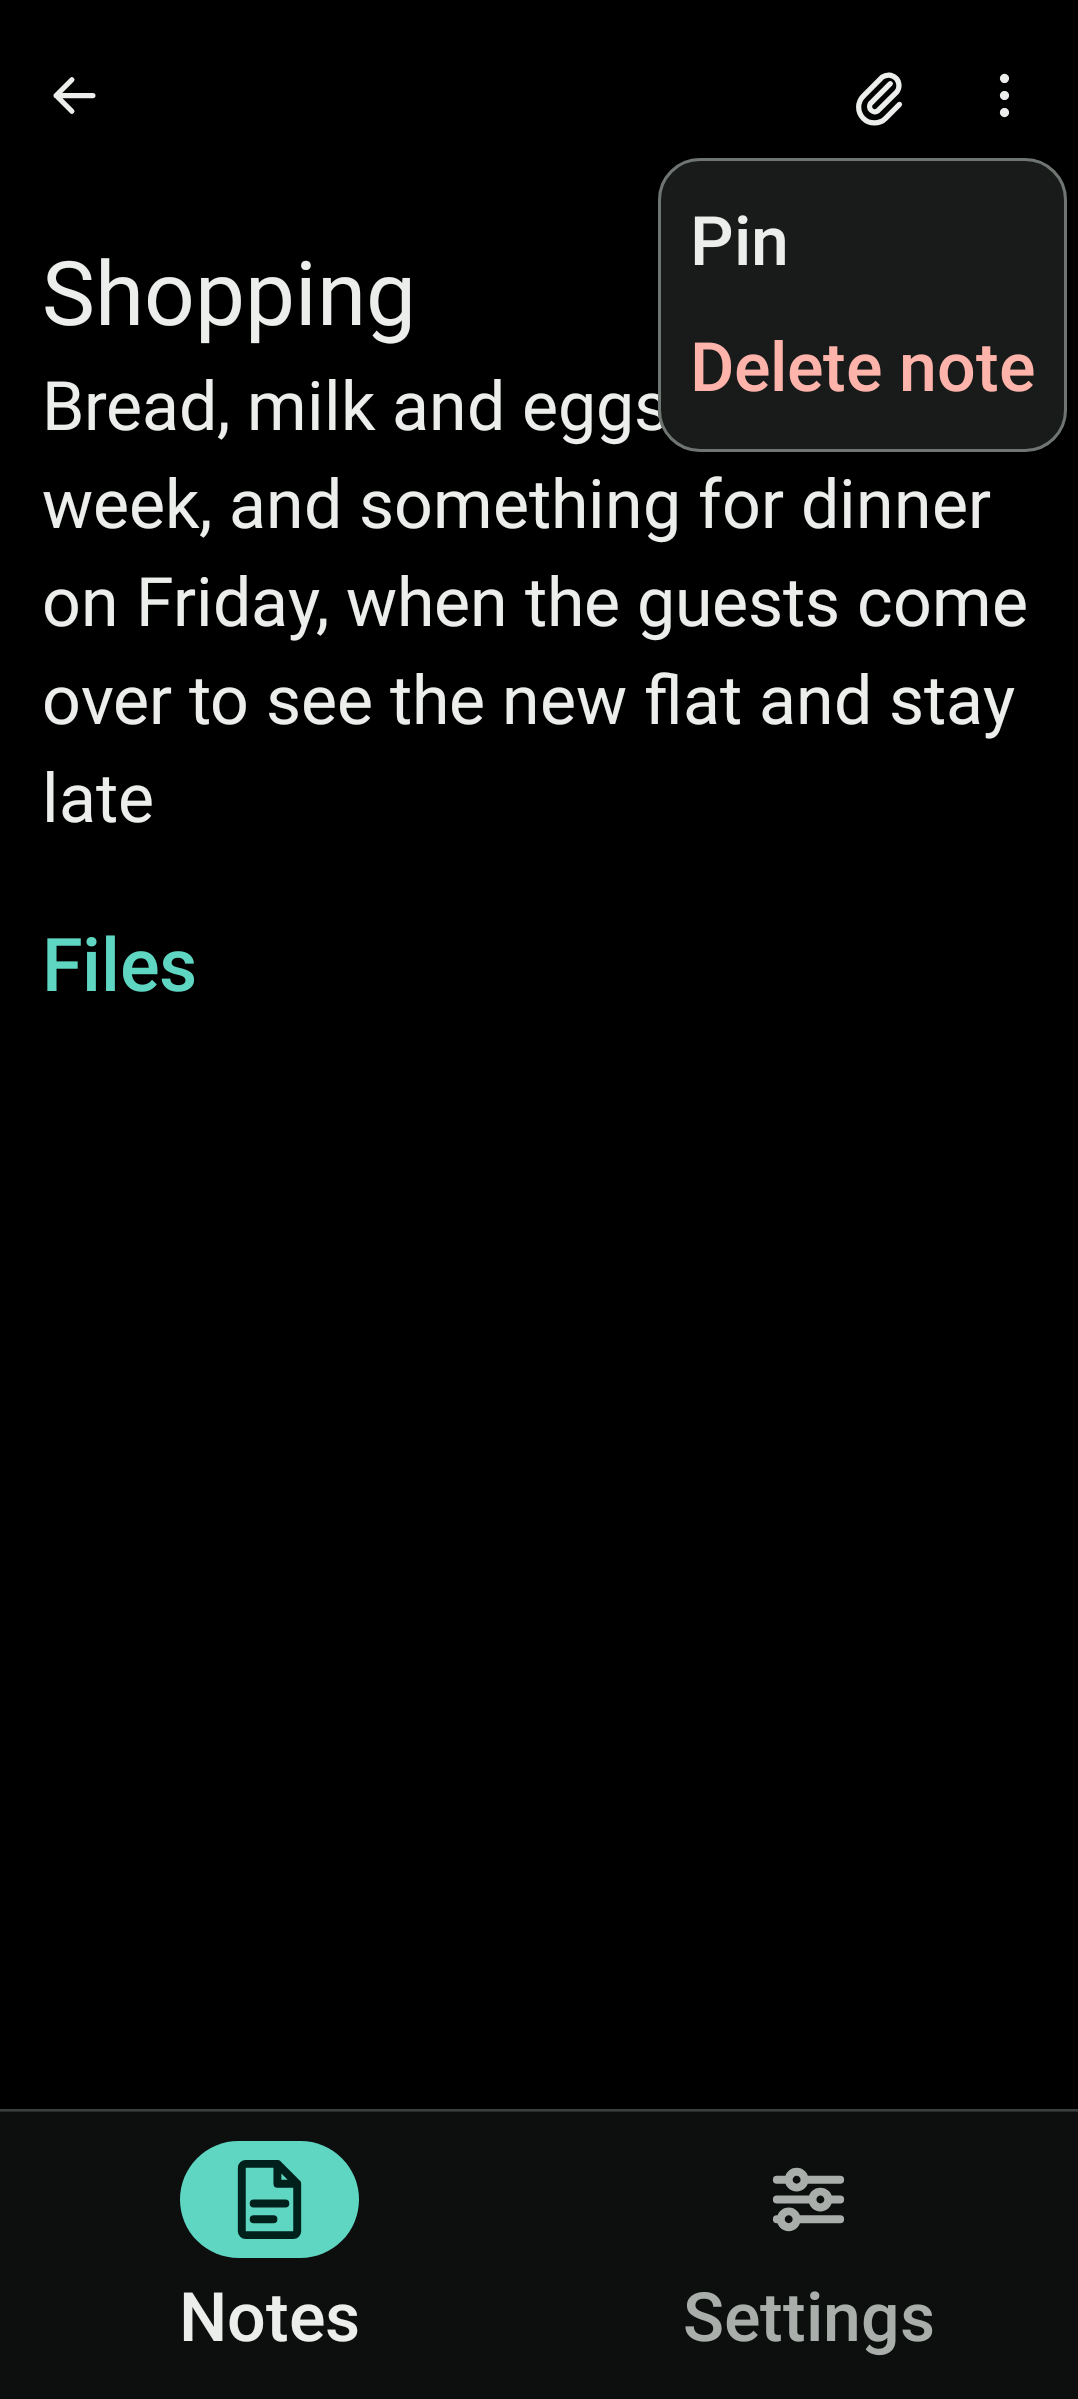 Pin
Delete note
Shopping
Bread, milk and eggs
week, and something for dinner
on Friday, when the guests come
over to see the new flat and stay
late
Files
Notes
Settings